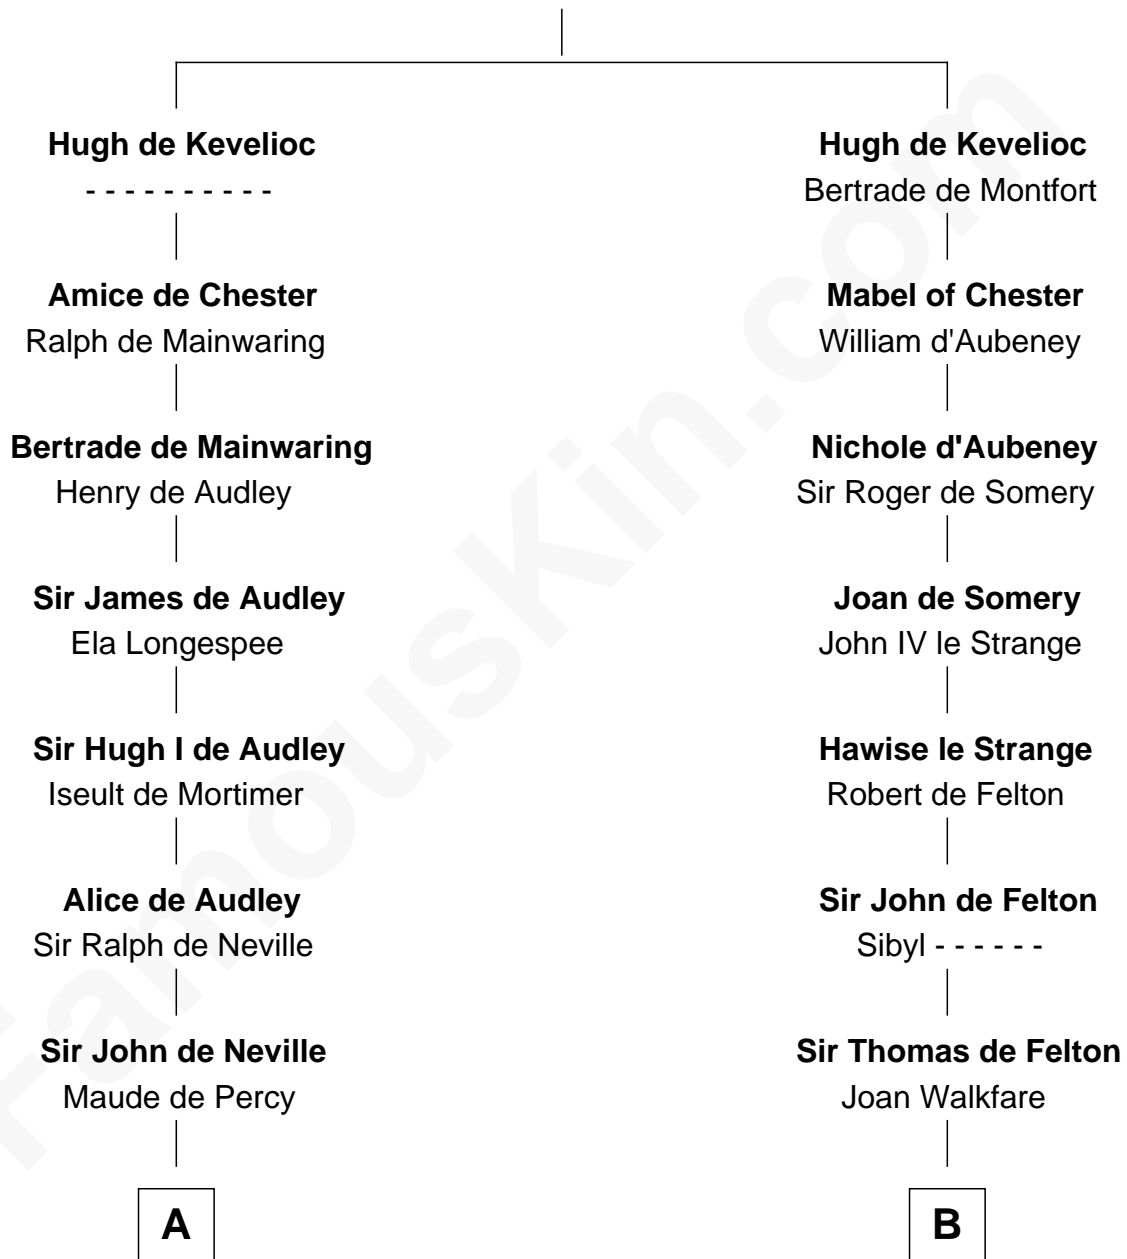 Hugh de Kevelioc
- - - - - - - - - -
Amice de Chester
Ralph de Mainwaring
Bertrade de Mainwaring
Henry de Audley
Sir James de Audley
Ela Longespee
Sir Hugh I de Audley
Iseult de Mortimer
Alice de Audley
Sir Ralph de Neville
Sir John de Neville
Maude de Percy
A
Hugh de Kevelioc
Bertrade de Montfort
Mabel of Chester
William d'Aubeney
Nichole d'Aubeney
Sir Roger de Somery
Joan de Somery
John IV le Strange
Hawise le Strange
Robert de Felton
Sir John de Felton
Sibyl - - - - - -
Sir Thomas de Felton
Joan Walkfare
B
FamousKin.com